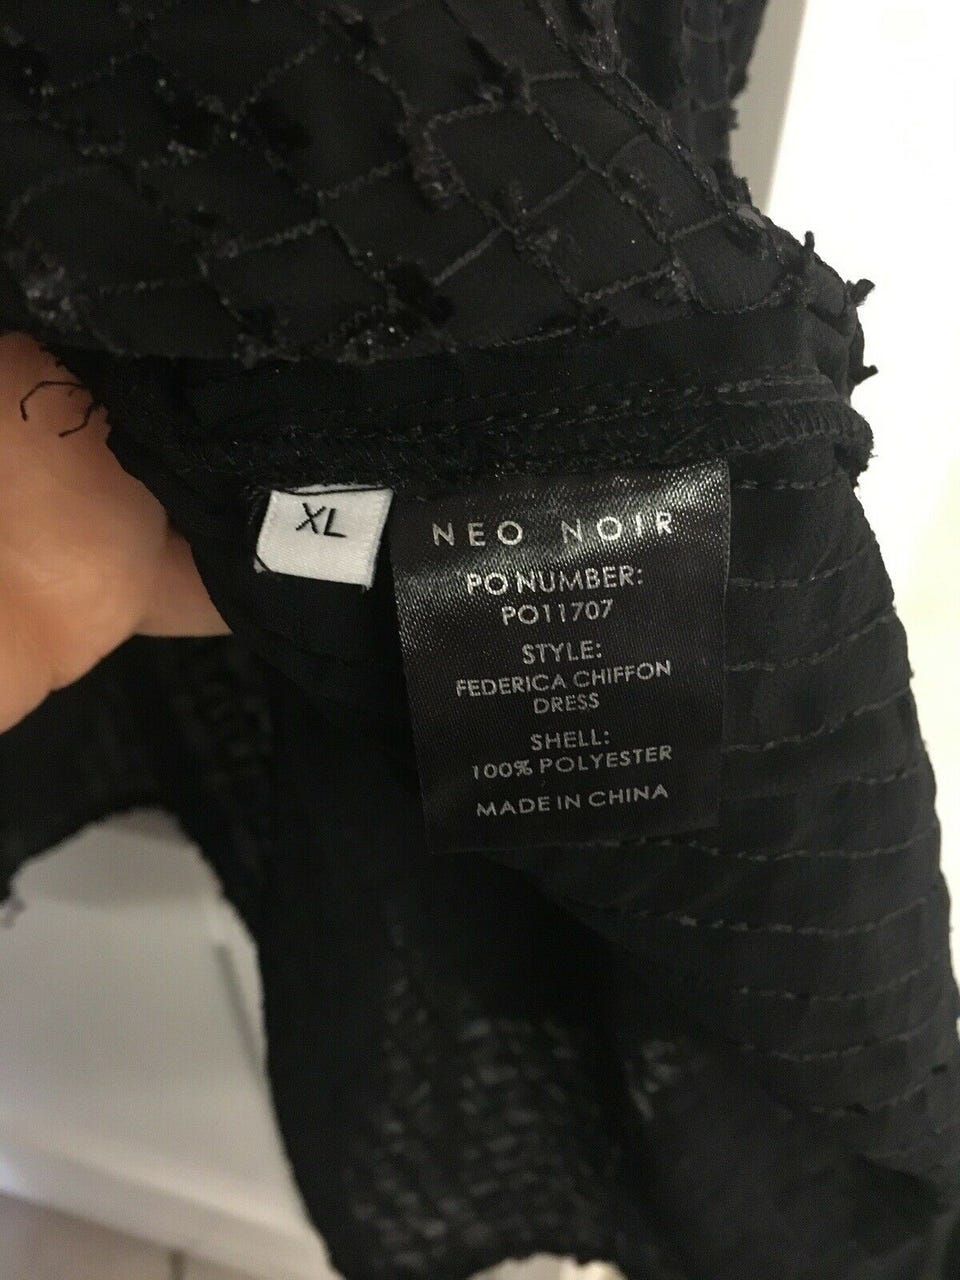 XL
NEO NOIR
PO NUMBER:
PO11707
STYLE:
FEDERICA CHIFFON
DRESS
SHELL:
100% POLYESTER
MADE IN CHINA